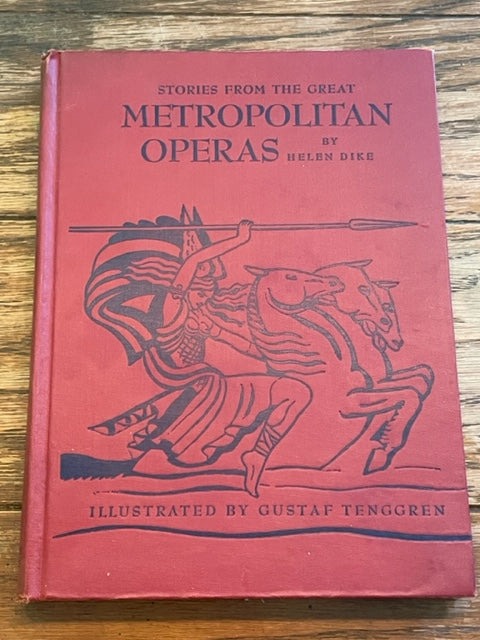 STORIES FROM THE GREAT
METROPOLITAN
OPERAS BY HELEN DIKE
ILLUSTRATED BY GUSTAF TENGGREN